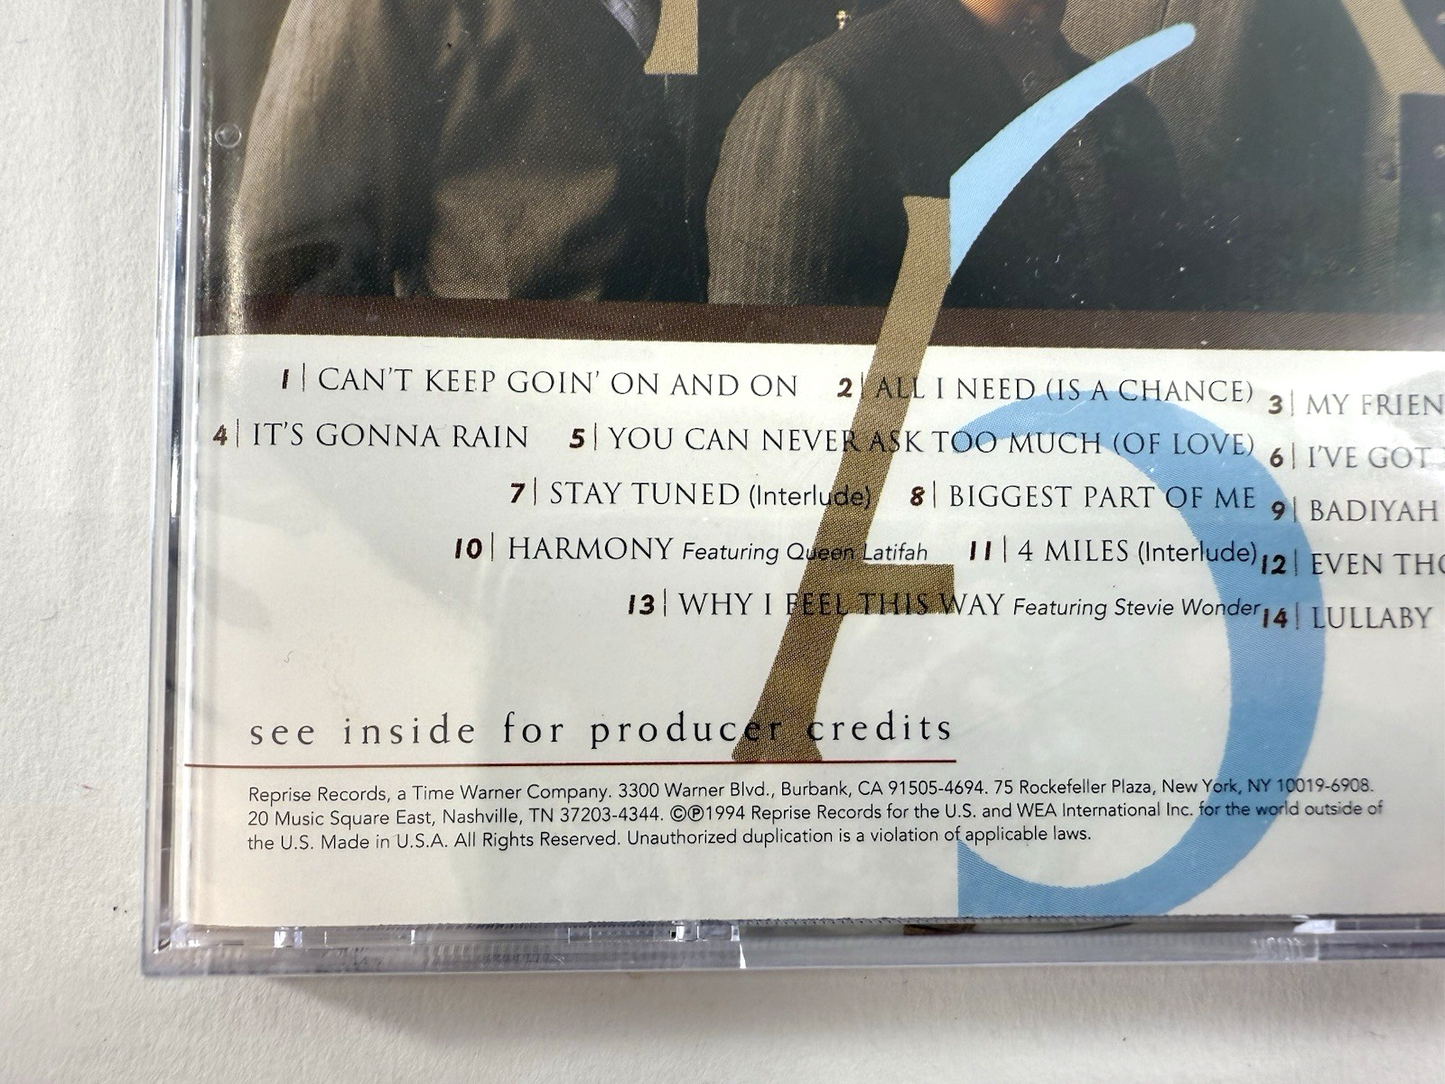 1 | CAN'T KEEP GOIN' ON AND ON 2 | ALL I NEED (IS A CHANCE) 3 | MY FRIEN
4 | IT'S GONNA RAIN 5 | YOU CAN NEVER ASK TOO MUCH (OF LOVE) 6 | I'VE GOT
7 | STAY TUNED (Interlude) 8 | BIGGEST PART OF ME 9 | BADIYAH
10 | HARMONY Featuring Queen Latifah 11 | 4 MILES (Interlude) 12 | EVEN THO
13 | WHY I FEEL THIS WAY Featuring Stevie Wonder 14 | LULLABY
see inside for producer credits
Reprise Records, a Time Warner Company. 3300 Warner Blvd., Burbank, CA 91505-4694. 75 Rockefeller Plaza, New York, NY 10019-6908.
20 Music Square East, Nashville, TN 37203-4344. ©℗1994 Reprise Records for the U.S. and WEA International Inc. for the world outside of
the U.S. Made in U.S.A. All Rights Reserved. Unauthorized duplication is a violation of applicable laws.